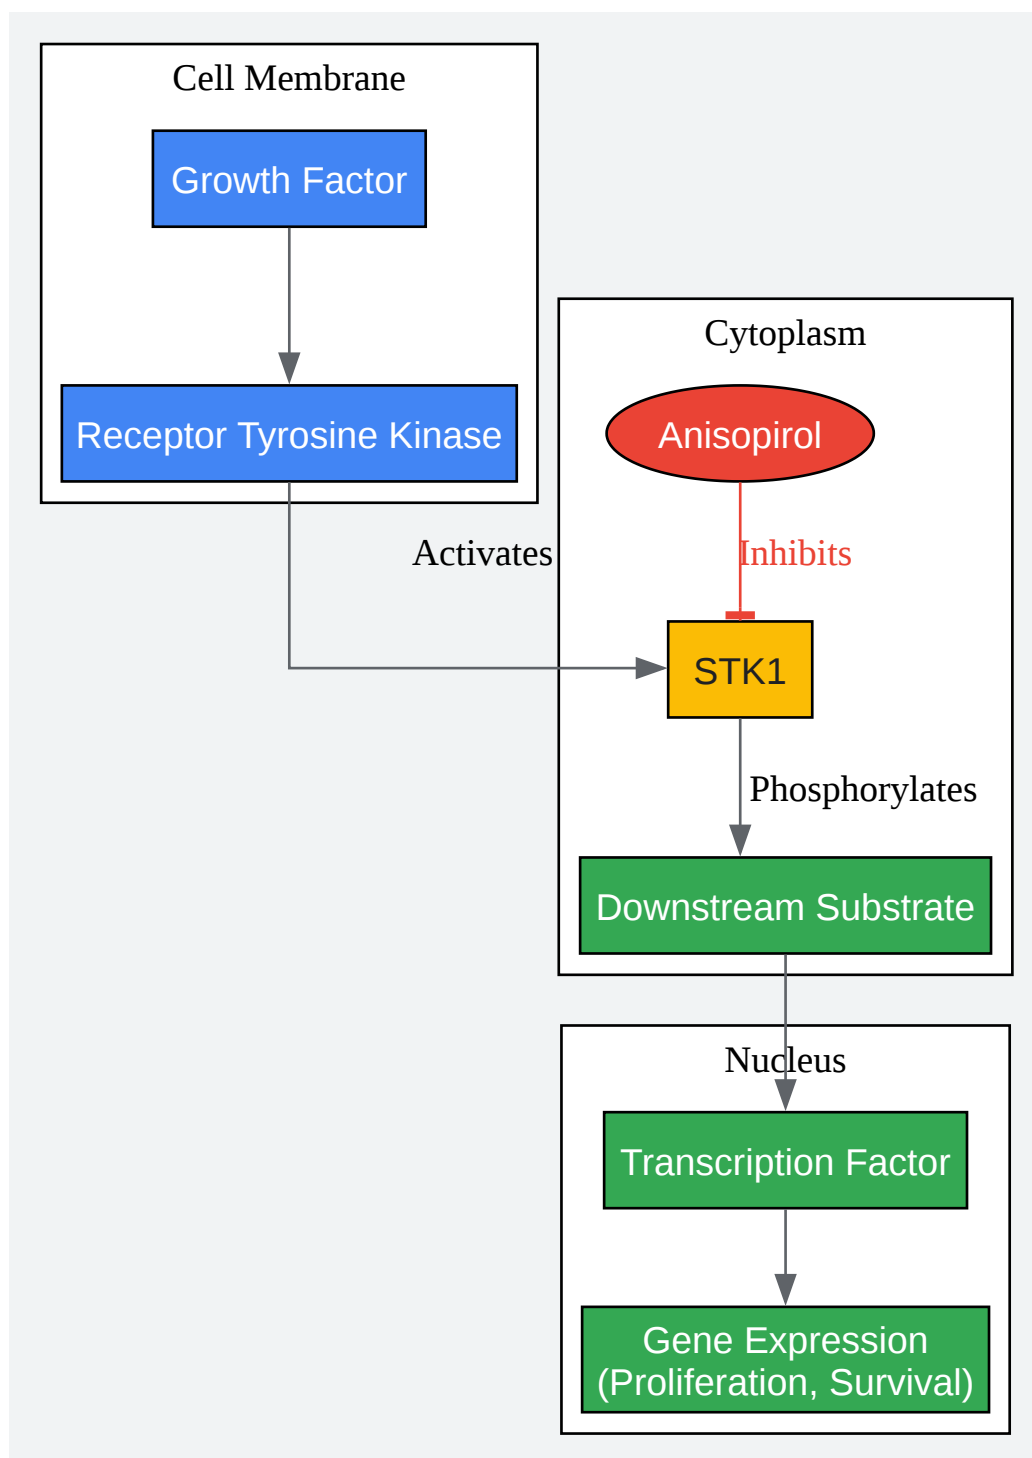 Cell Membrane
Growth Factor
Receptor Tyrosine Kinase
Activates
Cytoplasm
Anisopirol
Inhibits
STK1
Phosphorylates
Downstream Substrate
Nucleus
Transcription Factor
Gene Expression
(Proliferation, Survival)